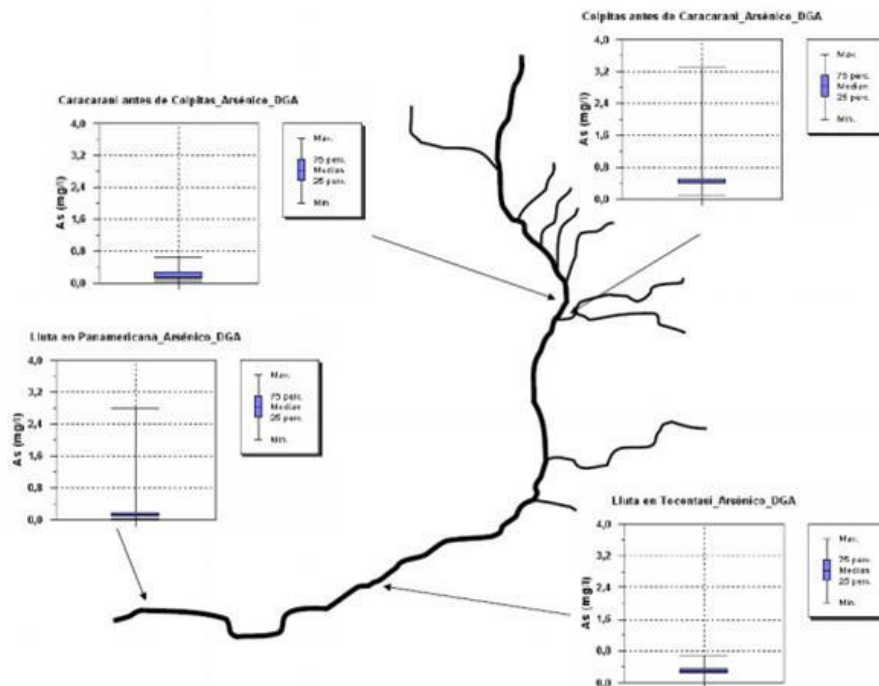 Colpitas antes de Caracarani_Arsénico_DGA
4,0
3,2
2,4
1,6
0,8
0,0
As (mg/l)
Max.
75 perc.
Median
25 perc.
Min.
Caracarani antes de Colpitas_Arsénico_DGA
4,0
3,2
2,4
1,6
0,8
0,0
As (mg/l)
Max.
75 perc.
Median
25 perc.
Min
Lluta en Panamericana_Arsénico_DGA
4,0
3,2
2,4
1,6
0,8
0,0
As (mg/l)
Max.
75 perc.
Median
25 perc.
Min.
Lluta en Tocontasi_Arsénico_DGA
4,0
3,2
2,4
1,6
0,8
0,0
As (mg/l)
Max.
75 perc.
Median
25 perc.
Min.